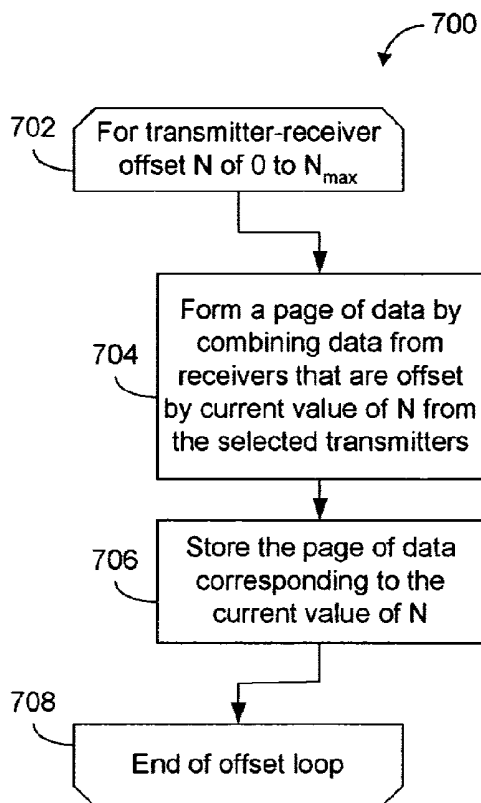 700
702
For transmitter-receiver
offset N of 0 to Nmax
704
Form a page of data by
combining data from
receivers that are offset
by current value of N from
the selected transmitters
706
Store the page of data
corresponding to the
current value of N
708
End of offset loop